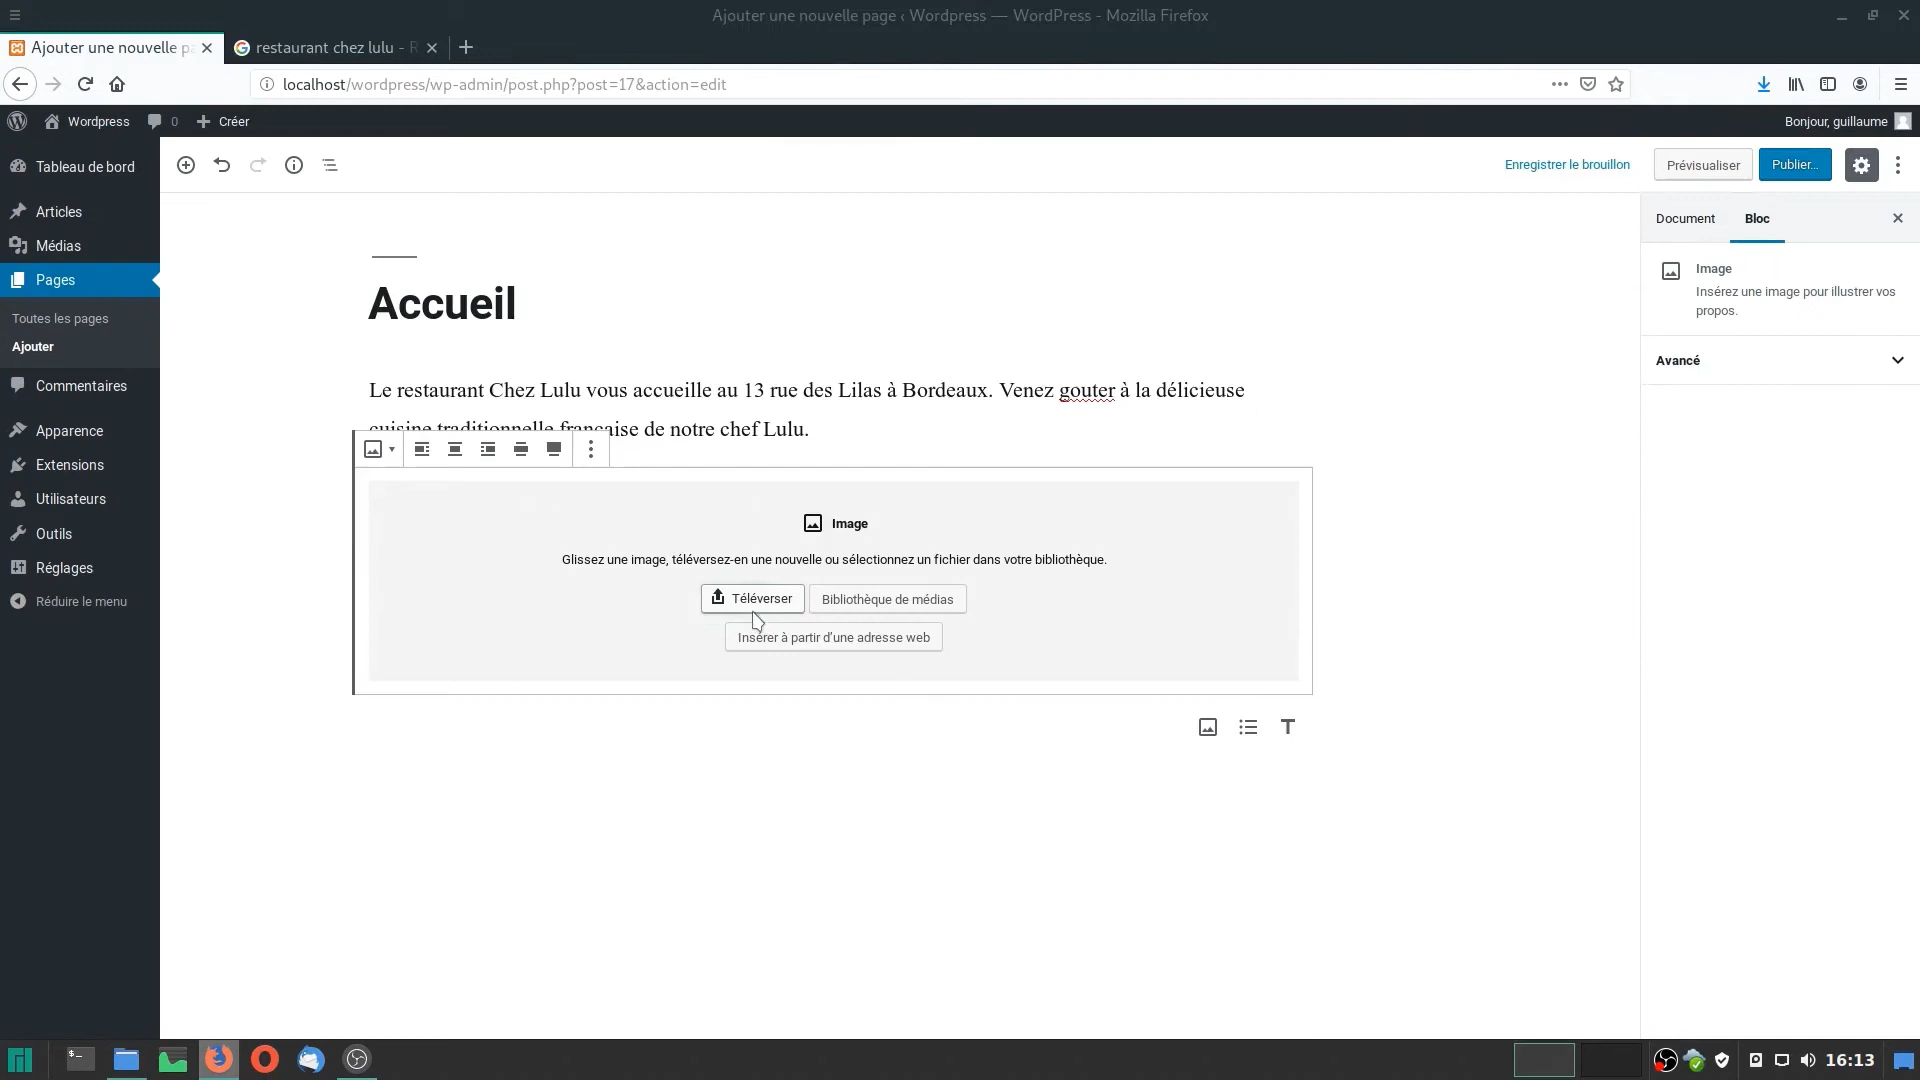 Ajouter une nouvelle page ‹ Wordpress — WordPress - Mozilla Firefox
Ajouter une nouvelle pa
restaurant chez lulu - R
localhost/wordpress/wp-admin/post.php?post=17&action=edit
Wordpress
0
Créer
Bonjour, guillaume
Tableau de bord
Articles
Médias
Pages
Toutes les pages
Ajouter
Commentaires
Apparence
Extensions
Utilisateurs
Outils
Réglages
Réduire le menu
Enregistrer le brouillon
Prévisualiser
Publier...
Accueil
Le restaurant Chez Lulu vous accueille au 13 rue des Lilas à Bordeaux. Venez gouter à la délicieuse
cuisine traditionnelle française de notre chef Lulu.
Image
Glissez une image, téléversez-en une nouvelle ou sélectionnez un fichier dans votre bibliothèque.
Téléverser
Bibliothèque de médias
Insérer à partir d’une adresse web
Document
Bloc
Image
Insérez une image pour illustrer vos
propos.
Avancé
16:13